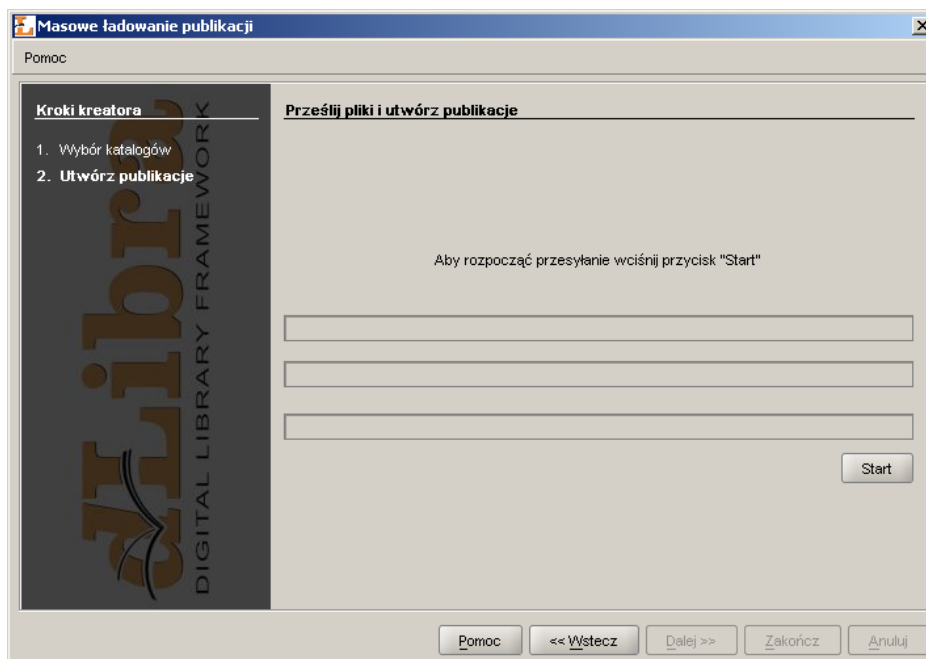 Masowe ładowanie publikacji
Pomoc
Kroki kreatora
1. Wybór katalogów
2. Utwórz publikacje
dLibra
DIGITAL LIBRARY FRAMEWORK
Prześlij pliki i utwórz publikacje
Aby rozpocząć przesyłanie wciśnij przycisk "Start"
Start
Pomoc
<< Wstecz
Dalej >>
Zakończ
Anuluj